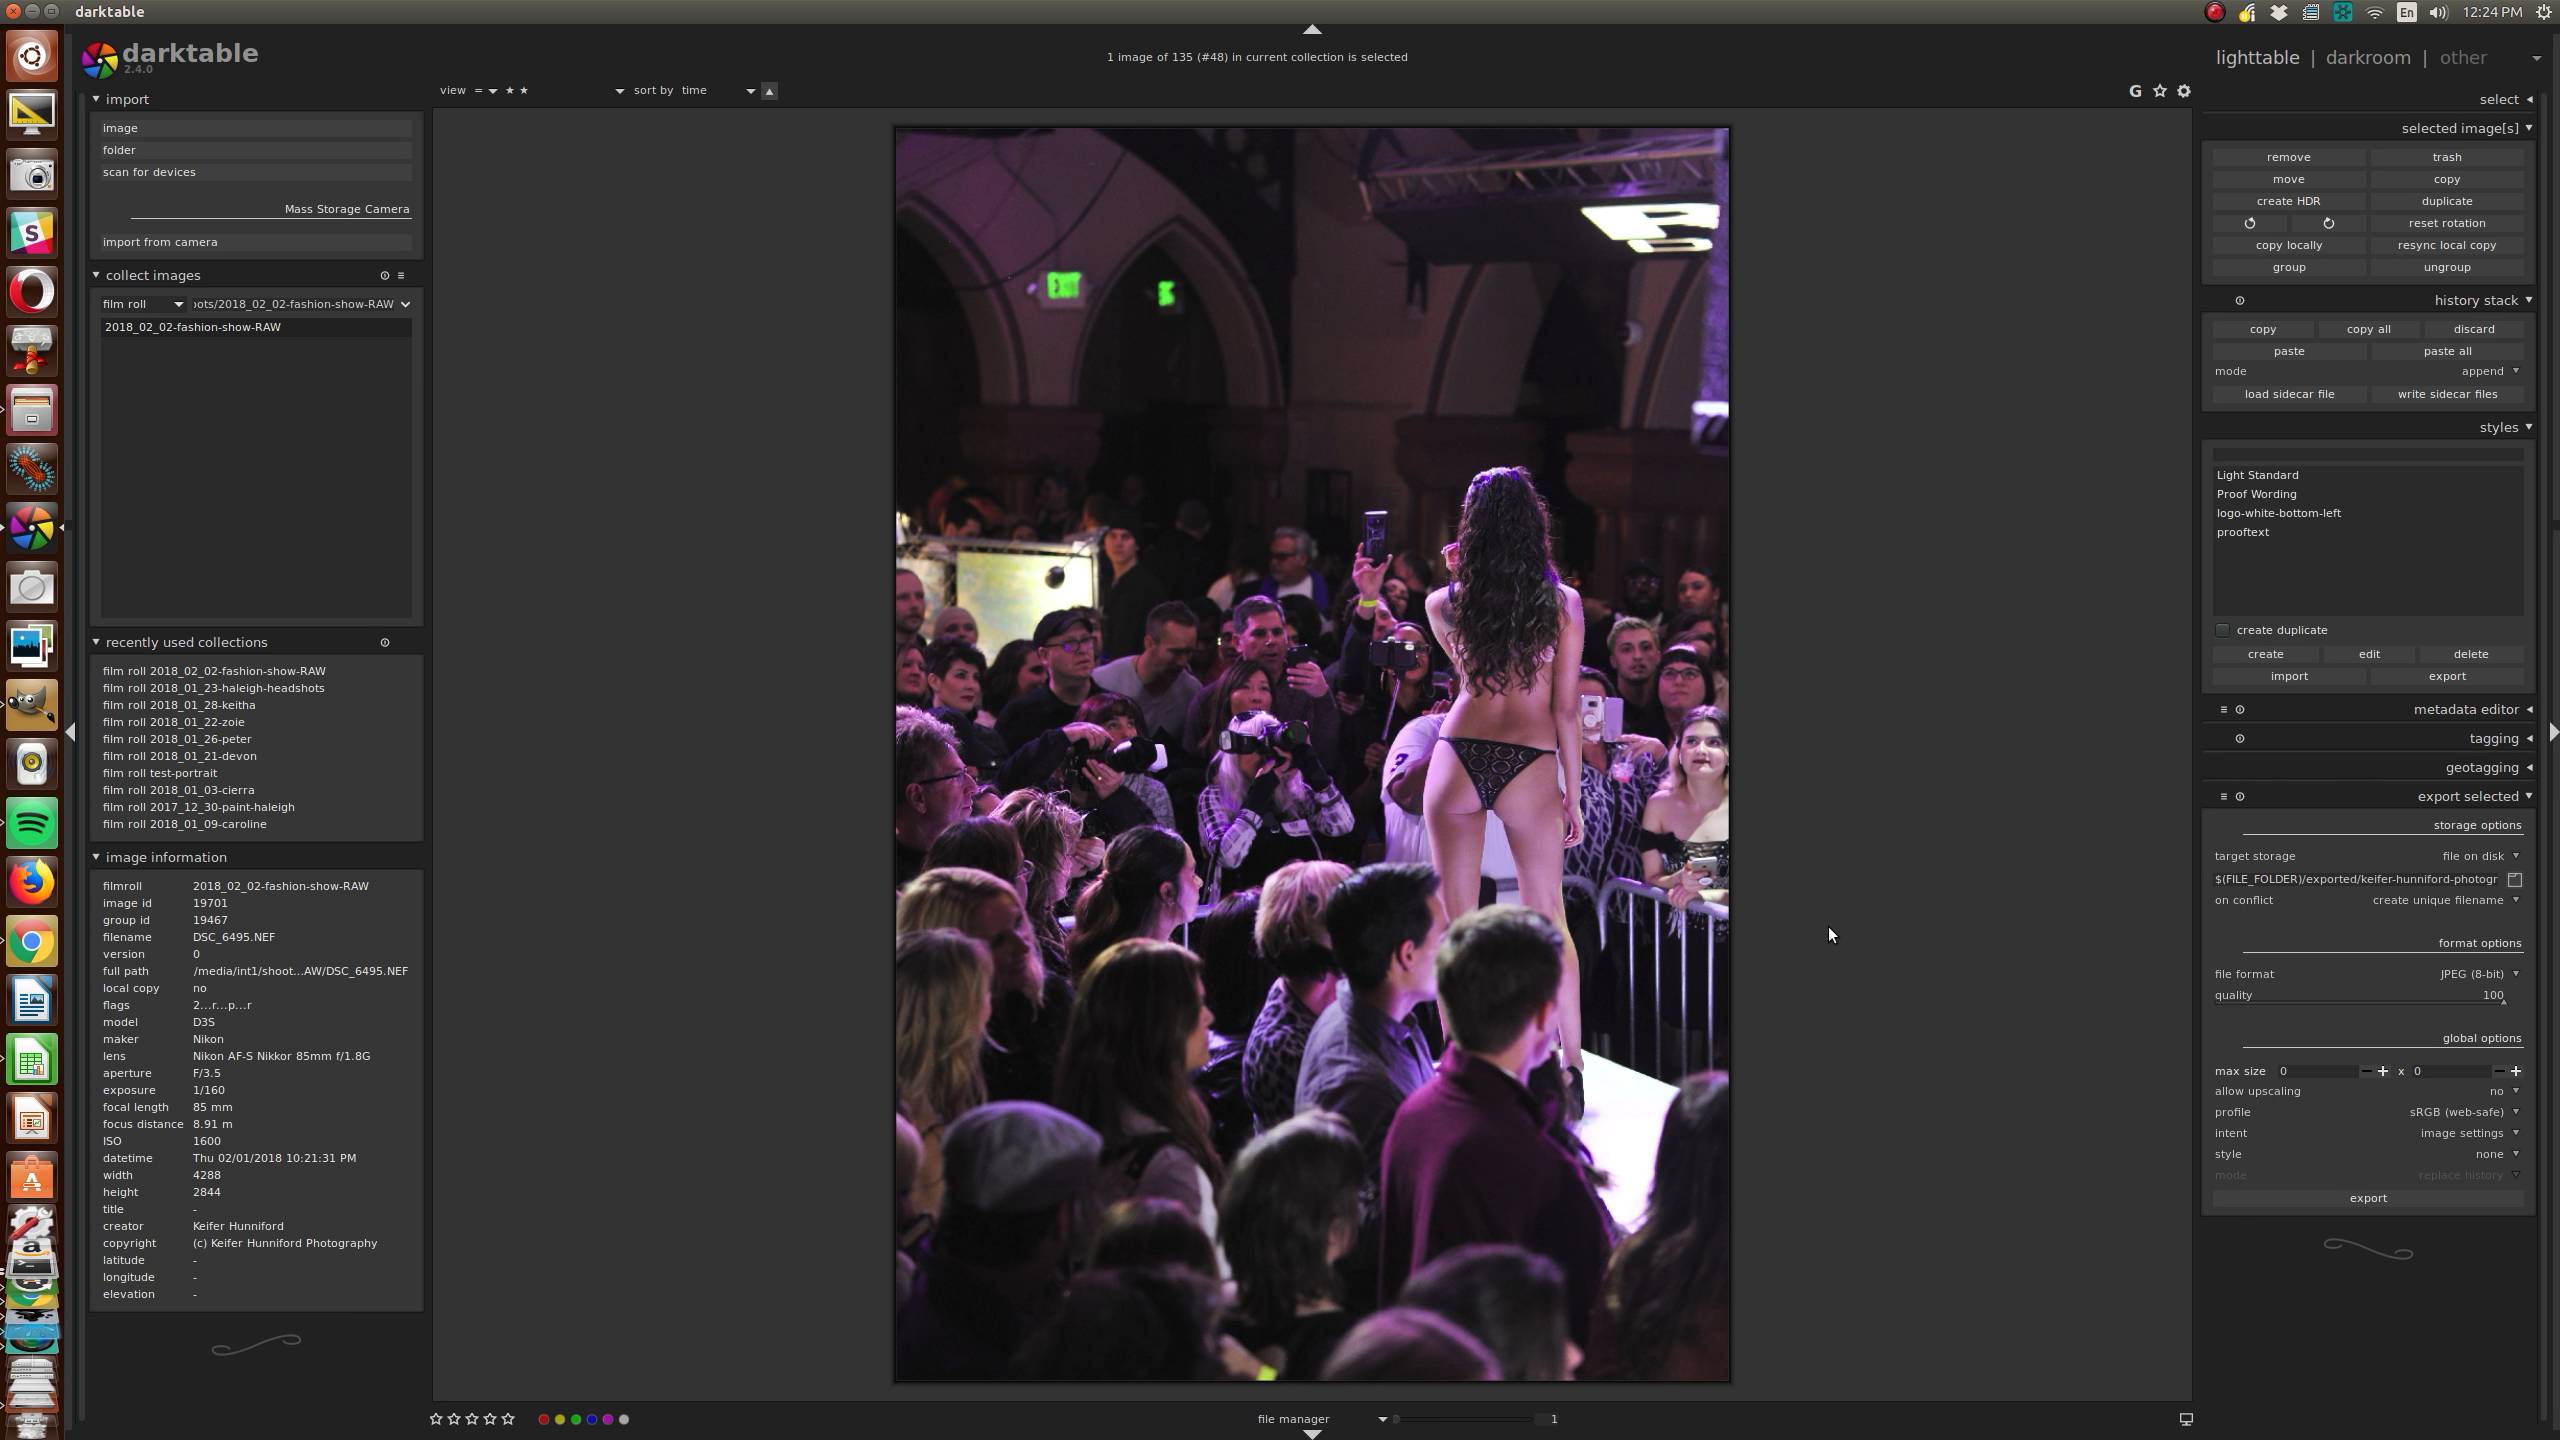 darktable
En
12:24 PM
darktable
2.4.0
1 image of 135 (#48) in current collection is selected
lighttable | darkroom | other
view = ★ ★
sort by time
G
import
image
folder
scan for devices
Mass Storage Camera
import from camera
collect images
film roll
ots/2018_02_02-fashion-show-RAW
2018_02_02-fashion-show-RAW
recently used collections
film roll 2018_02_02-fashion-show-RAW
film roll 2018_01_23-haleigh-headshots
film roll 2018_01_28-keitha
film roll 2018_01_22-zoie
film roll 2018_01_26-peter
film roll 2018_01_21-devon
film roll test-portrait
film roll 2018_01_03-cierra
film roll 2017_12_30-paint-haleigh
film roll 2018_01_09-caroline
image information
filmroll 2018_02_02-fashion-show-RAW
image id 19701
group id 19467
filename DSC_6495.NEF
version 0
full path /media/int1/shoot...AW/DSC_6495.NEF
local copy no
flags 2...r...p...r
model D3S
maker Nikon
lens Nikon AF-S Nikkor 85mm f/1.8G
aperture F/3.5
exposure 1/160
focal length 85 mm
focus distance 8.91 m
ISO 1600
datetime Thu 02/01/2018 10:21:31 PM
width 4288
height 2844
title -
creator Keifer Hunniford
copyright (c) Keifer Hunniford Photography
latitude -
longitude -
elevation -
file manager
1
select
selected image[s]
remove trash
move copy
create HDR duplicate
reset rotation
copy locally resync local copy
group ungroup
history stack
copy copy all discard
paste paste all
mode append
load sidecar file write sidecar files
styles
Light Standard
Proof Wording
logo-white-bottom-left
prooftext
create duplicate
create edit delete
import export
metadata editor
tagging
geotagging
export selected
storage options
target storage file on disk
$(FILE_FOLDER)/exported/keifer-hunniford-photogr
on conflict create unique filename
format options
file format JPEG (8-bit)
quality 100
global options
max size 0 x 0
allow upscaling no
profile sRGB (web-safe)
intent image settings
style none
mode replace history
export